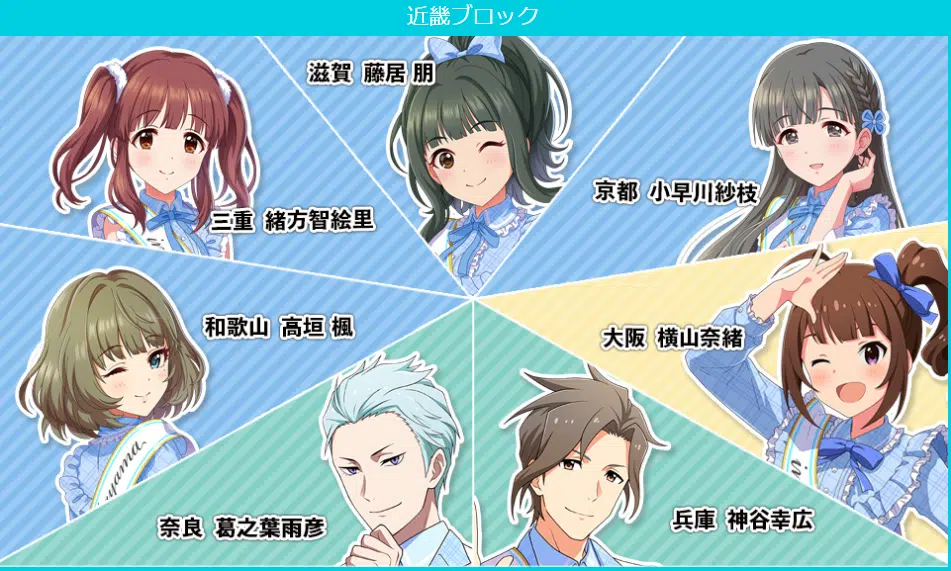 近畿ブロック
滋賀 藤居 朋
三重 緒方智絵里
京都 小早川紗枝
和歌山 高垣 楓
大阪 横山奈緒
奈良 葛之葉雨彦
兵庫 神谷幸広